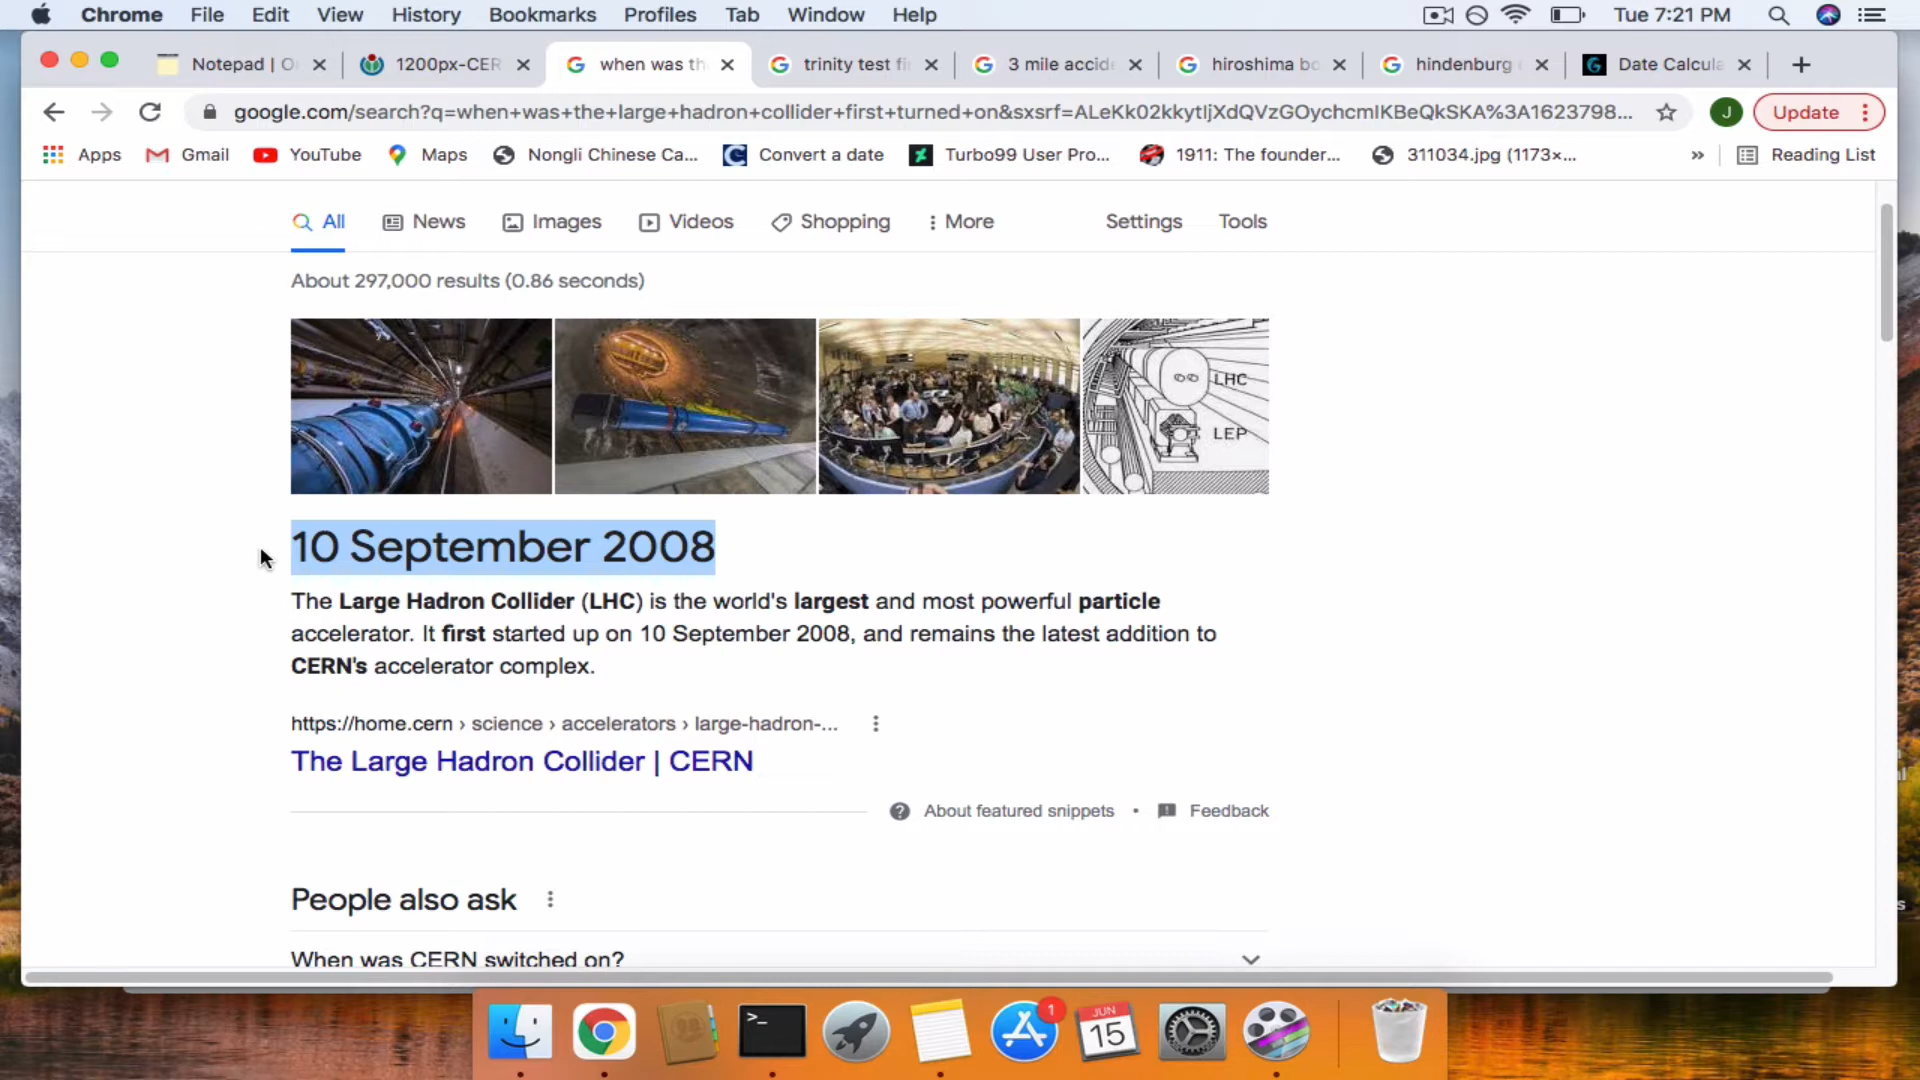 Chrome File Edit View History Bookmarks Profiles Tab Window Help Tue 7:21 PM
Notepad | O 1200px-CER when was th trinity test fi 3 mile accid hiroshima bo hindenburg Date Calcula
google.com/search?q=when+was+the+large+hadron+collider+first+turned+on&sxsrf=ALeKk02kkytIjXdQVzGOychcmIKBeQkSKA%3A1623798... J Update
Apps Gmail YouTube Maps Nongli Chinese Ca... Convert a date Turbo99 User Pro... 1911: The founder... 311034.jpg (1173×... » Reading List
All News Images Videos Shopping More Settings Tools
About 297,000 results (0.86 seconds)
LHC
LEP
10 September 2008
The Large Hadron Collider (LHC) is the world's largest and most powerful particle
accelerator. It first started up on 10 September 2008, and remains the latest addition to
CERN's accelerator complex.
https://home.cern › science › accelerators › large-hadron-...
The Large Hadron Collider | CERN
About featured snippets • Feedback
People also ask
When was CERN switched on?
>_
1
JUN
15